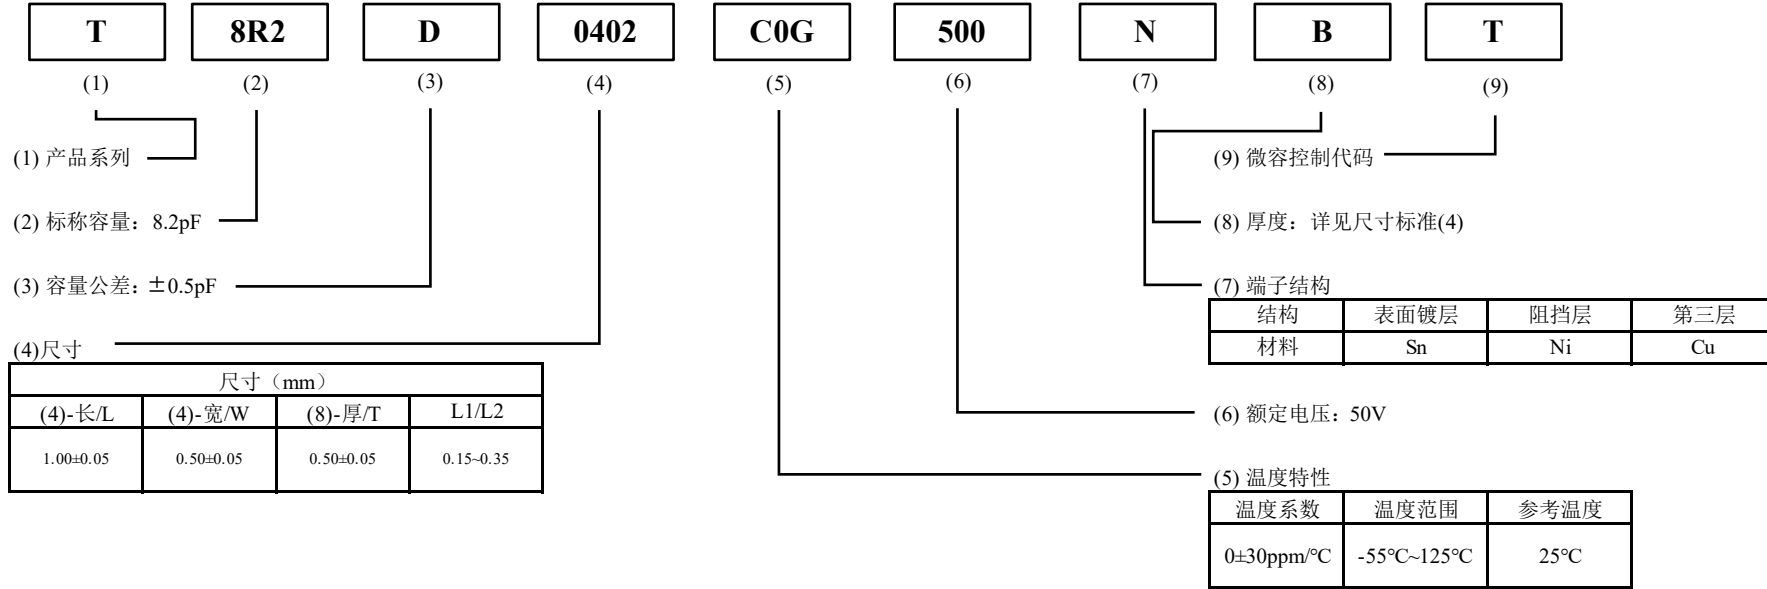 T 8R2 D 0402 C0G 500 N B T
(1) (2) (3) (4) (5) (6) (7) (8) (9)
(1) 产品系列
(9) 微容控制代码
(2) 标称容量：8.2pF
(8) 厚度：详见尺寸标准(4)
(3) 容量公差：±0.5pF
(7) 端子结构
结构 表面镀层 阻挡层 第三层
材料 Sn Ni Cu
(4)尺寸
尺寸（mm）
(4)-长/L (4)-宽/W (8)-厚/T L1/L2
1.00±0.05 0.50±0.05 0.50±0.05 0.15~0.35
(6) 额定电压：50V
(5) 温度特性
温度系数 温度范围 参考温度
0±30ppm/℃ -55℃~125℃ 25℃